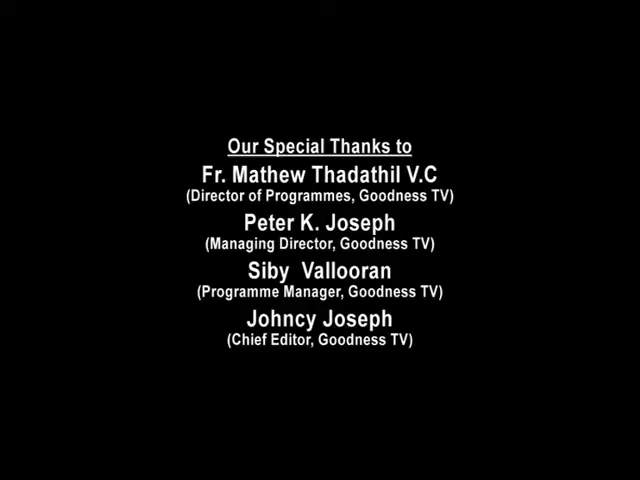 Our Special Thanks to
Fr. Mathew Thadathil V.C
(Director of Programmes, Goodness TV)
Peter K. Joseph
(Managing Director, Goodness TV)
Siby Vallooran
(Programme Manager, Goodness TV)
Johncy Joseph
(Chief Editor, Goodness TV)